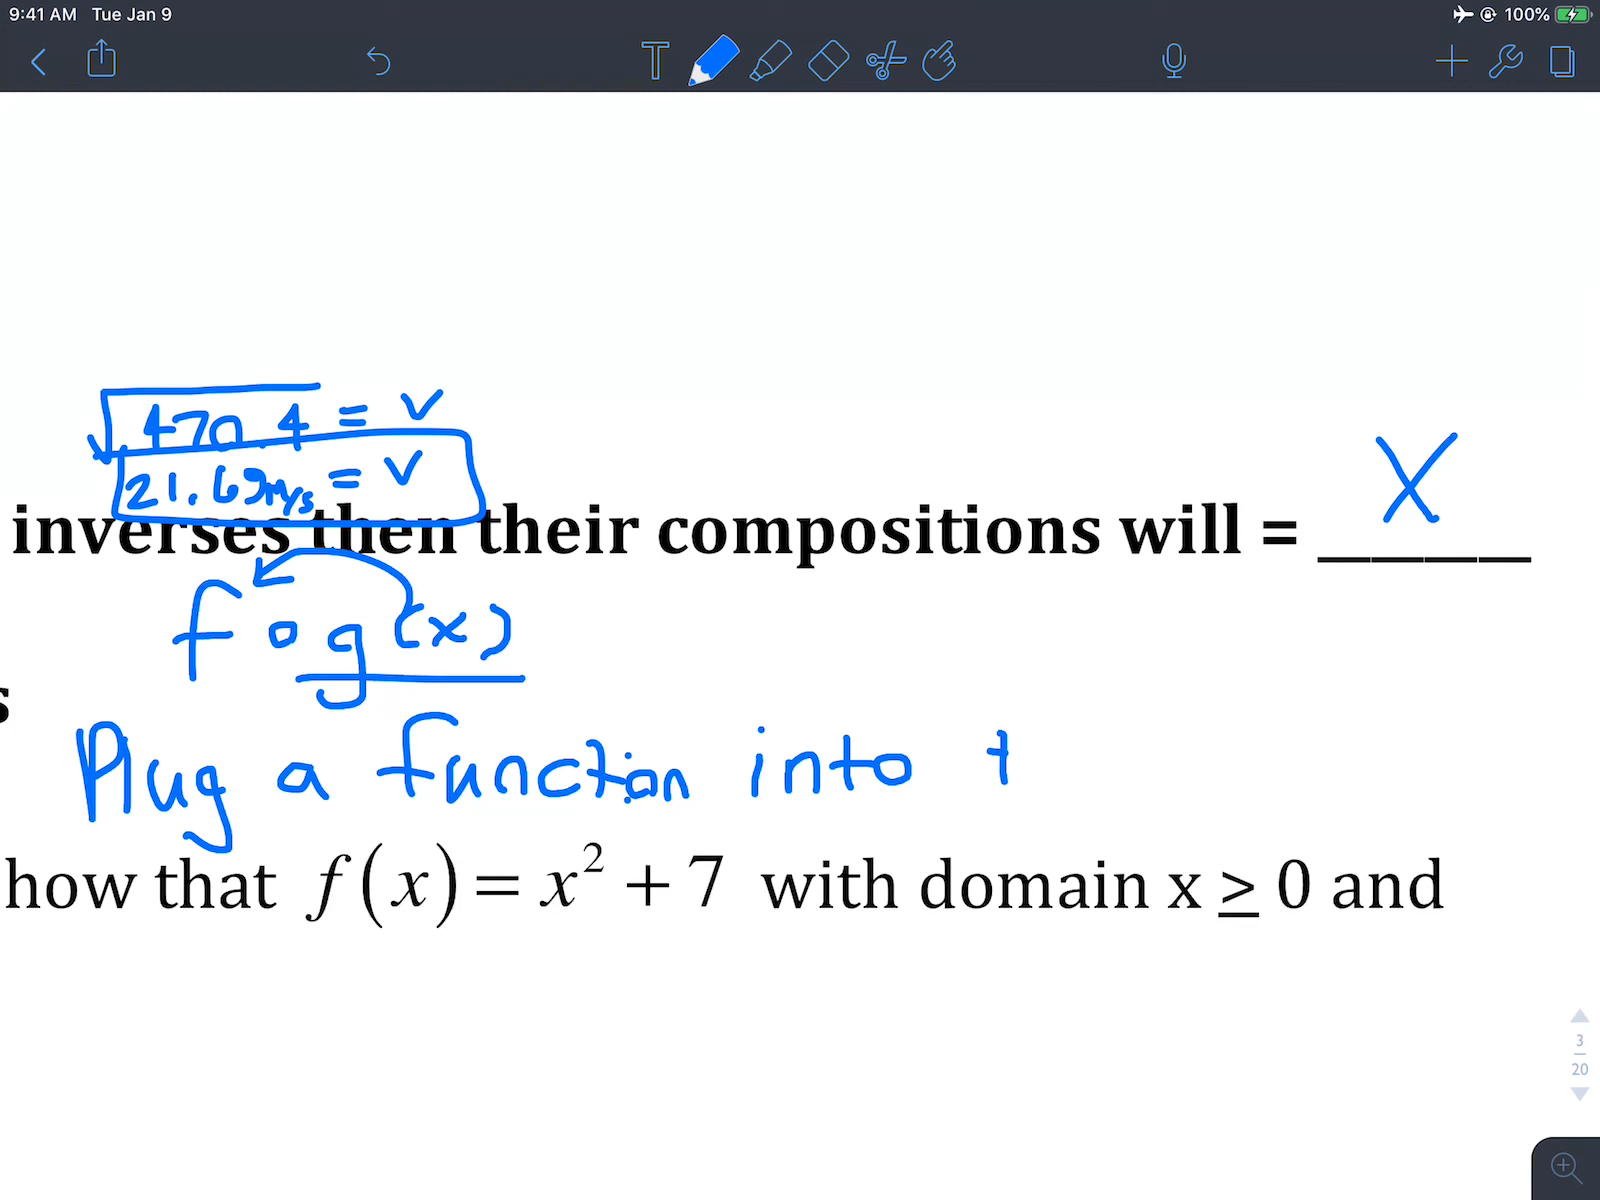 9:41 AM Tue Jan 9 100%
T
√470.4 = v
21.69m/s = v
inverses then their compositions will = ____
X
f o g(x)
s
Plug a function into t
how that f(x) = x² + 7 with domain x ≥ 0 and
3
20